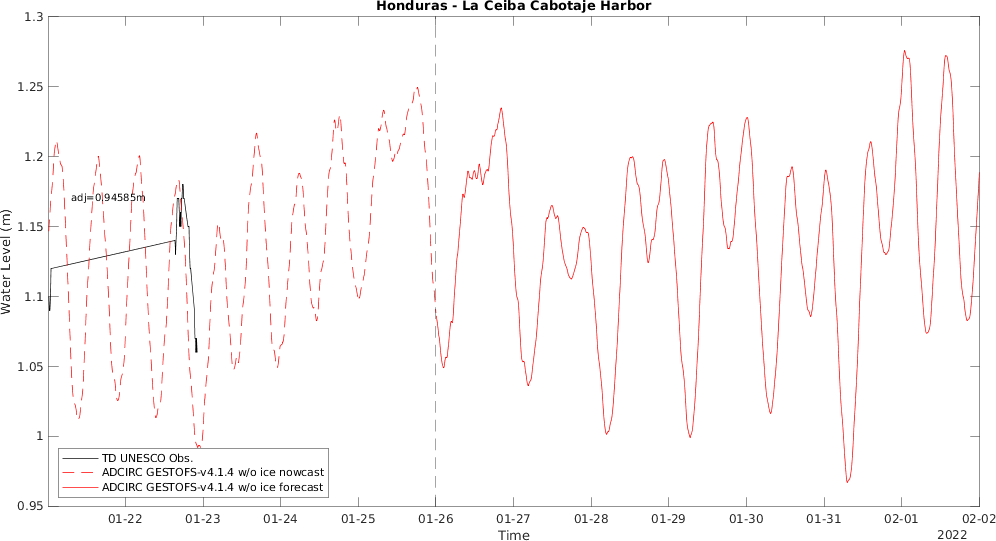 Honduras - La Ceiba Cabotaje Harbor
1.3
1.25
1.2
1.15
1.1
1.05
1
0.95
Water Level (m)
adj=0.94585m
TD UNESCO Obs.
ADCIRC GESTOFS-v4.1.4 w/o ice nowcast
ADCIRC GESTOFS-v4.1.4 w/o ice forecast
01-22 01-23 01-24 01-25 01-26 01-27 01-28 01-29 01-30 01-31 02-01 02-02
Time
2022